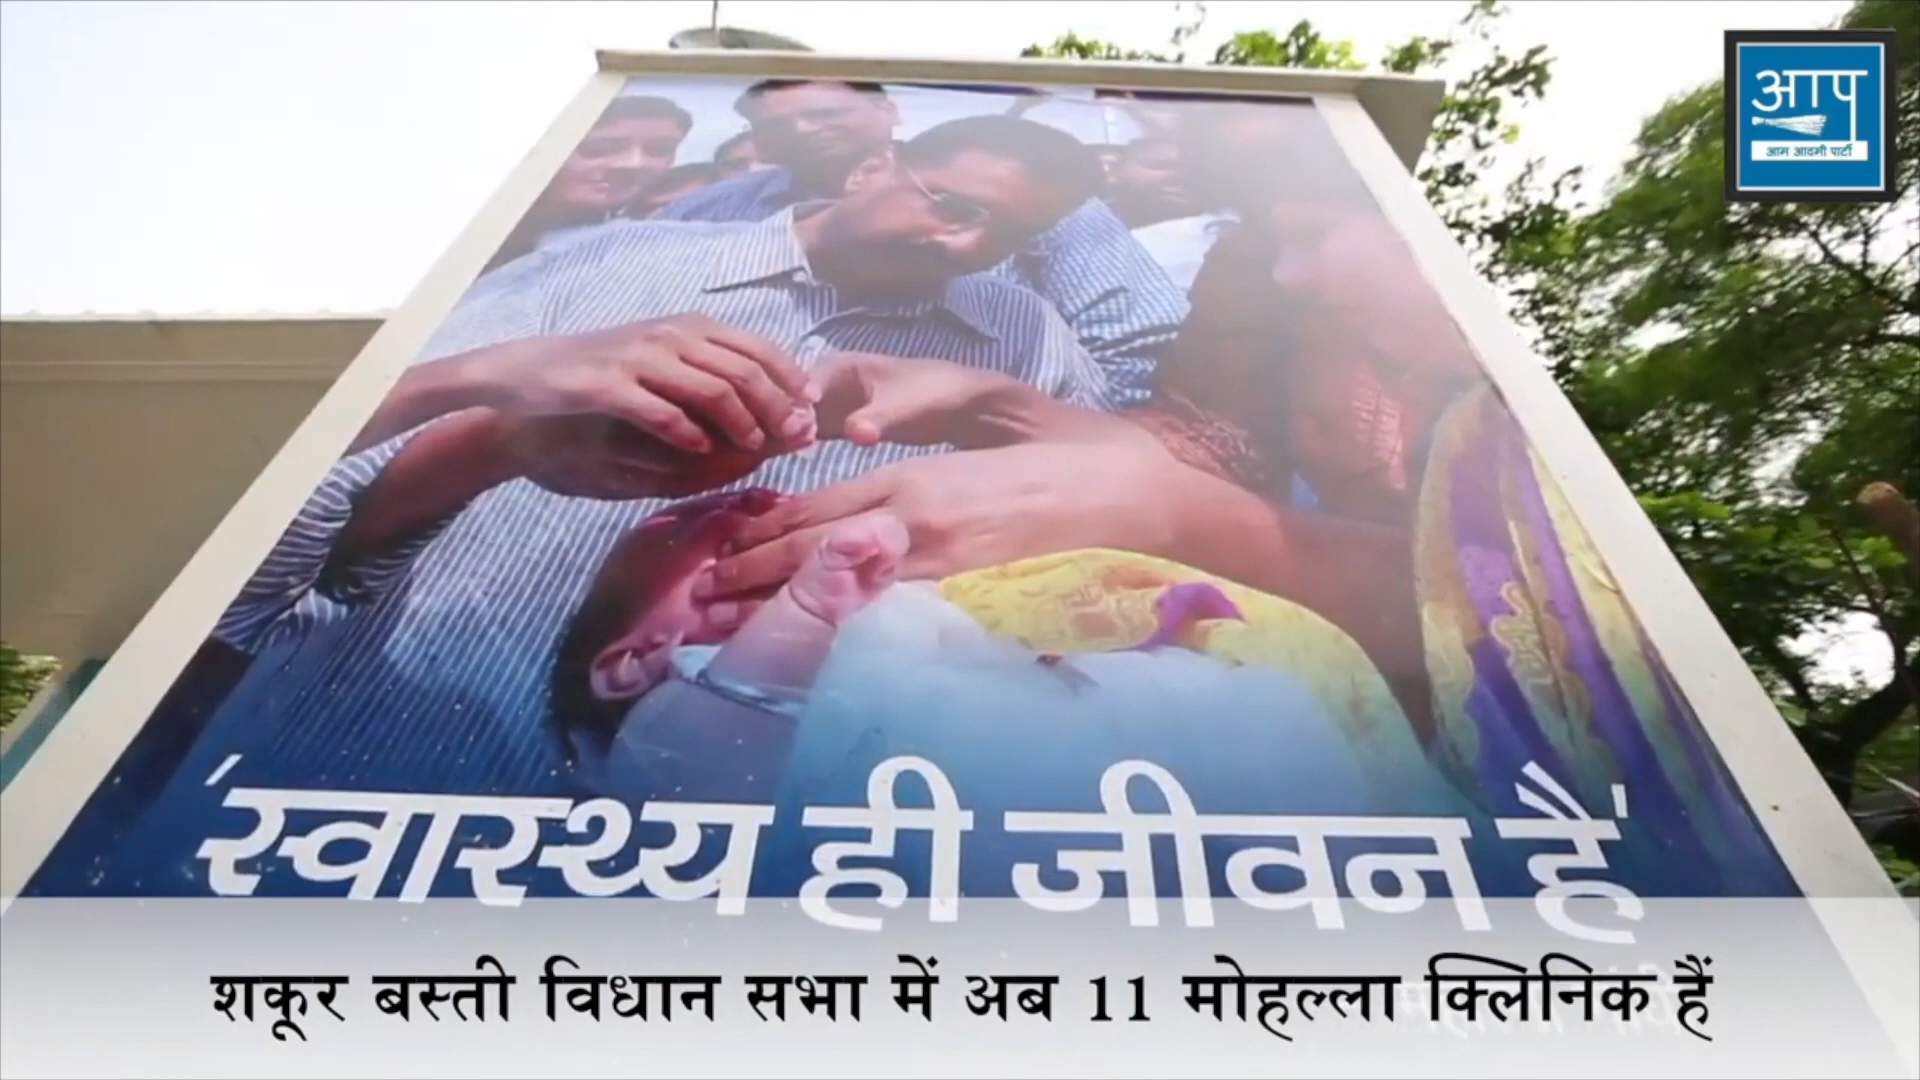 आप
आम आदमी पार्टी
'स्वास्थ्य ही जीवन है'
शकूर बस्ती विधान सभा में अब 11 मोहल्ला क्लिनिक हैं